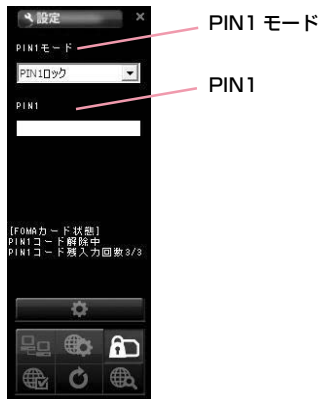 設定
×
PIN1モード
PIN1 モード
PIN1ロック
PIN1
PIN1
[FOMAカード状態]
PIN1コード解除中
PIN1コード残入力回数3/3